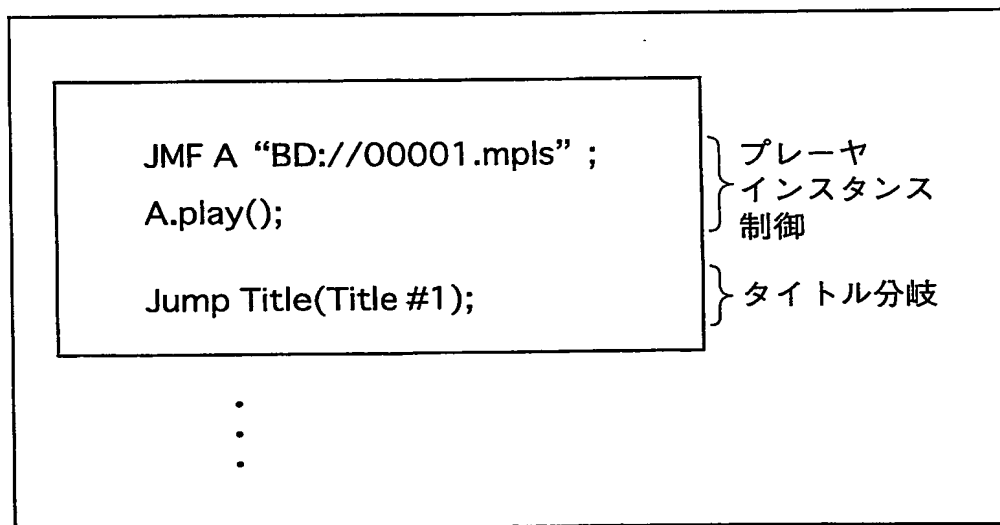 JMF A “BD://00001.mpls” ;
A.play();
Jump Title(Title #1);
プレーヤ
インスタンス
制御
タイトル分岐